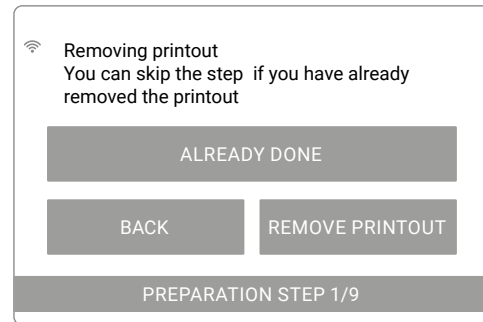 Removing printout
You can skip the step  if you have already
removed the printout
ALREADY DONE
BACK
REMOVE PRINTOUT
PREPARATION STEP 1/9